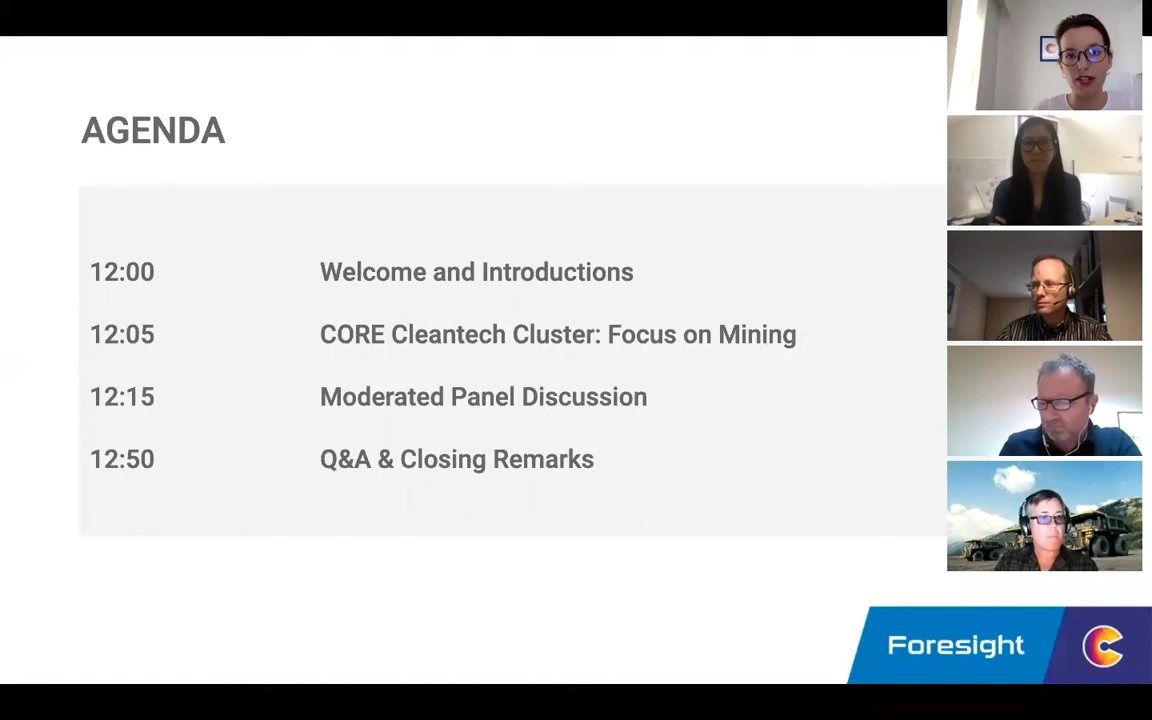 AGENDA
12:00 Welcome and Introductions
12:05 CORE Cleantech Cluster: Focus on Mining
12:15 Moderated Panel Discussion
12:50 Q&A & Closing Remarks
Foresight